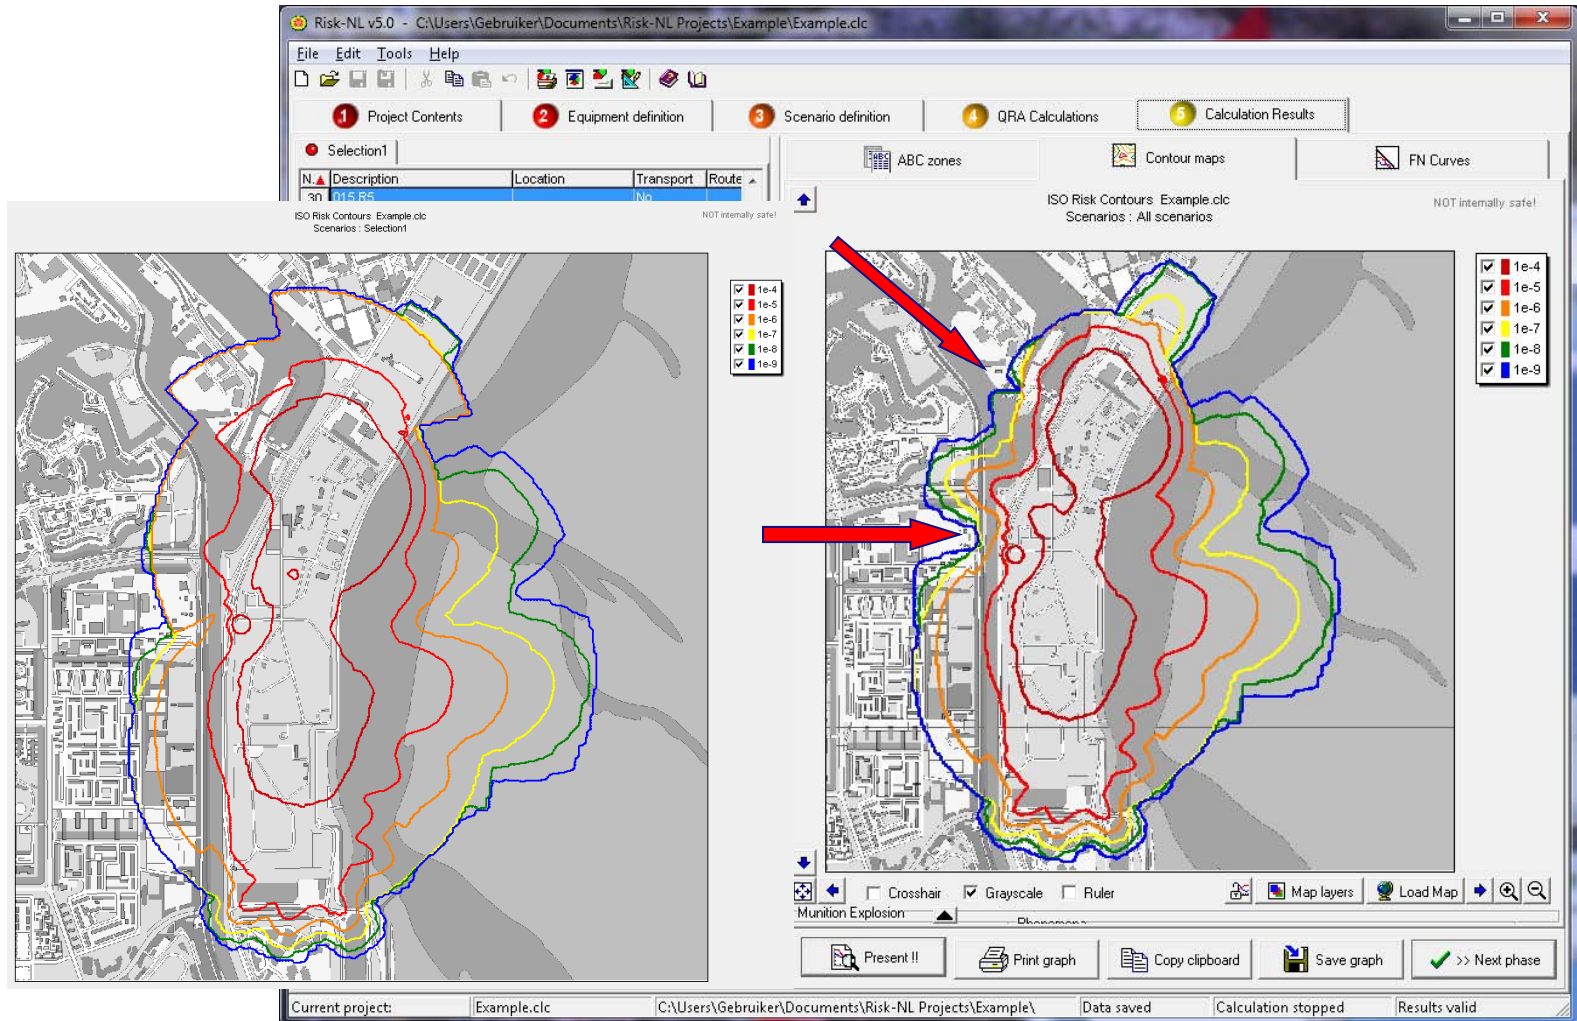 Risk-NL v5.0 - C:\Users\Gebruiker\Documents\Risk-NL Projects\Example\Example.clc
File Edit Tools Help
1 Project Contents 2 Equipment definition 3 Scenario definition 4 QRA Calculations 5 Calculation Results
Selection1
N. Description Location Transport Route
30 015 R5 No
ABC zones Contour maps FN Curves
ISO Risk Contours Example.clc
Scenarios : Selection1
NOT internally safe!
1e-4
1e-5
1e-6
1e-7
1e-8
1e-9
ISO Risk Contours Example.clc
Scenarios : All scenarios
NOT internally safe!
1e-4
1e-5
1e-6
1e-7
1e-8
1e-9
Crosshair Grayscale Ruler Map layers Load Map
Munition Explosion
Phenomena
Present !! Print graph Copy clipboard Save graph >> Next phase
Current project: Example.clc C:\Users\Gebruiker\Documents\Risk-NL Projects\Example\ Data saved Calculation stopped Results valid